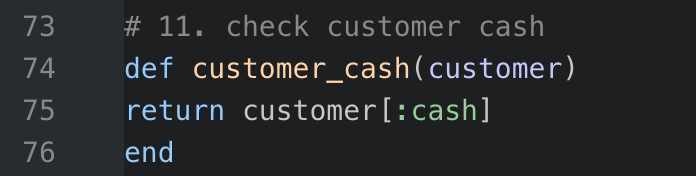 73 # 11. check customer cash
74 def customer_cash(customer)
75 return customer[:cash]
76 end